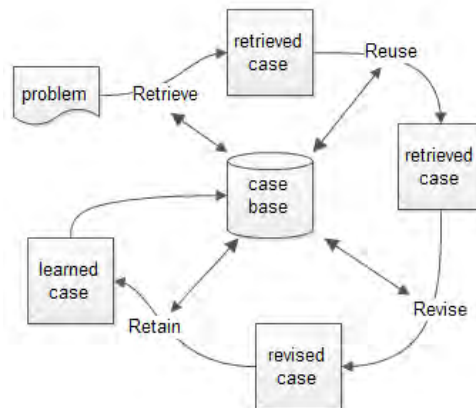 problem
Retrieve
retrieved
case
Reuse
retrieved
case
case
base
learned
case
Retain
revised
case
Revise